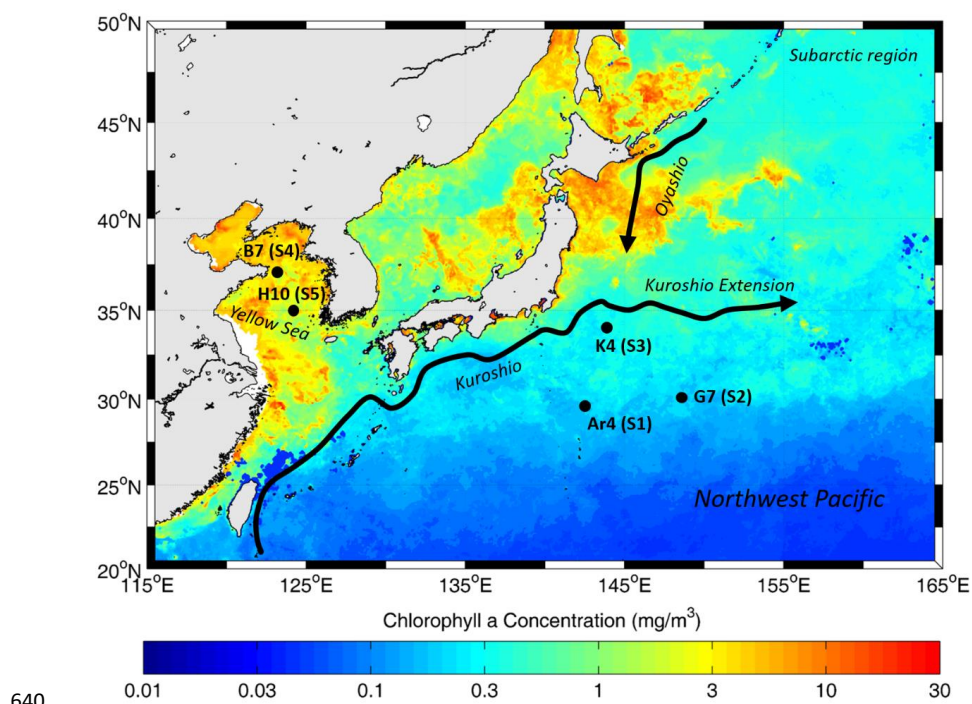 50°N
Subarctic region
45°N
Oyashio
40°N
B7 (S4)
H10 (S5)
Kuroshio Extension
35°N
Yellow Sea
K4 (S3)
Kuroshio
30°N
G7 (S2)
Ar4 (S1)
25°N
Northwest Pacific
20°N
115°E 125°E 135°E 145°E 155°E 165°E
Chlorophyll a Concentration (mg/m³)
0.01 0.03 0.1 0.3 1 3 10 30
640